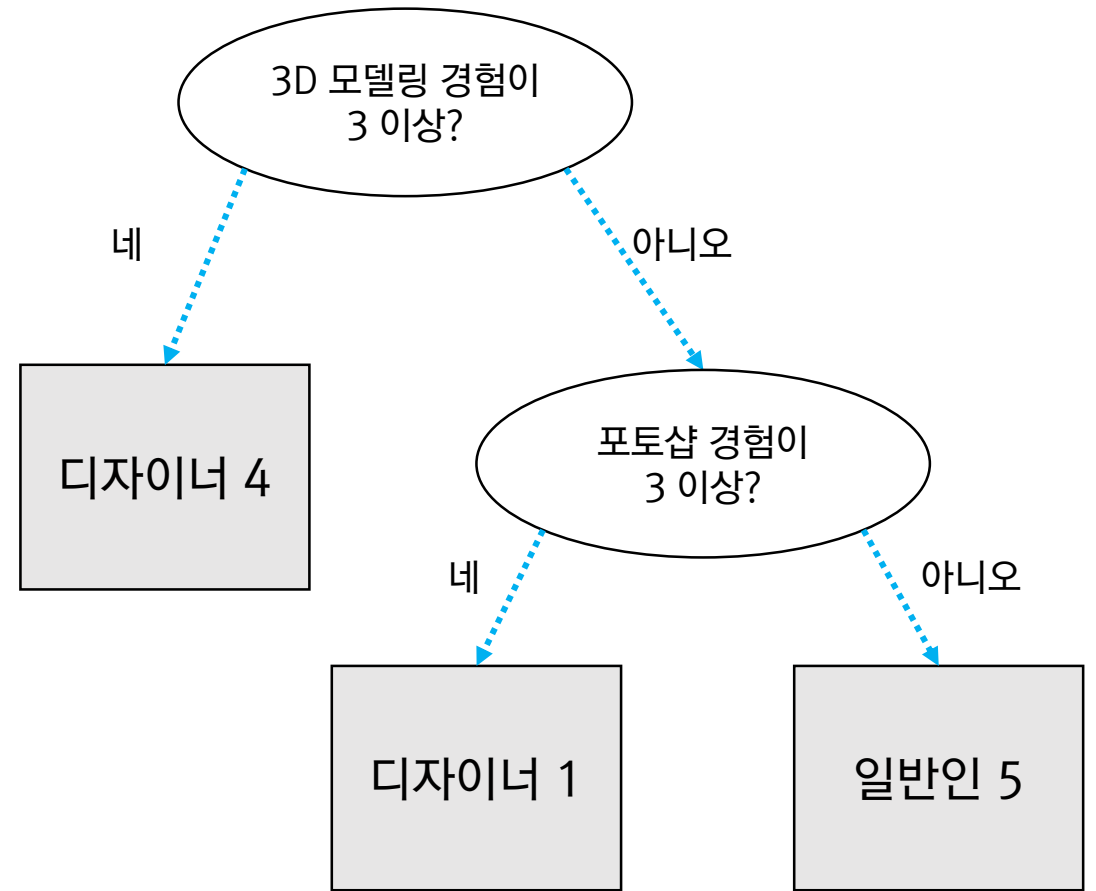 3D 모델링 경험이
3 이상?
네
아니오
디자이너 4
포토샵 경험이
3 이상?
네
아니오
디자이너 1
일반인 5